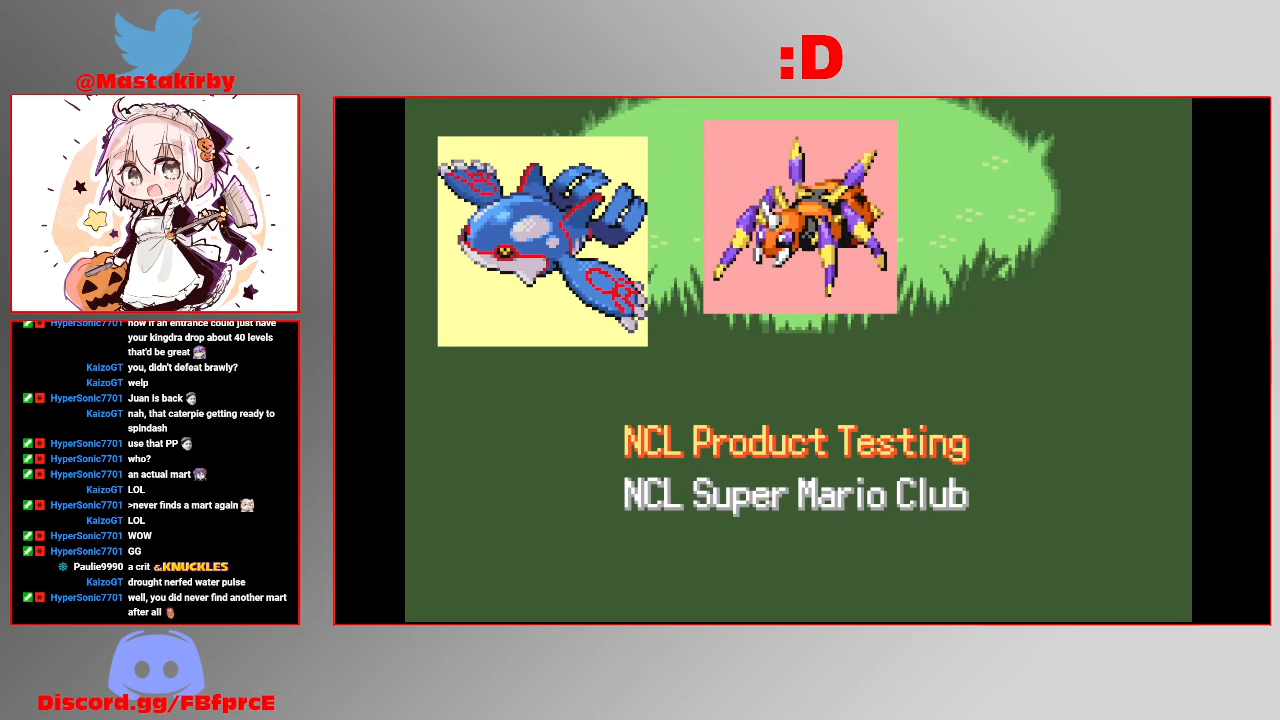 @Mastakirby
:D
HyperSonic7701 now if an entrance could just have
your kingdra drop about 40 levels
that'd be great
KaizoGT you, didn't defeat brawly?
KaizoGT welp
HyperSonic7701 Juan is back
KaizoGT nah, that caterpie getting ready to
spindash
HyperSonic7701 use that PP
HyperSonic7701 who?
HyperSonic7701 an actual mart
KaizoGT LOL
HyperSonic7701 >never finds a mart again
KaizoGT LOL
HyperSonic7701 WOW
HyperSonic7701 GG
Paulie9990 a crit &KNUCKLES
KaizoGT drought nerfed water pulse
HyperSonic7701 well, you did never find another mart
after all
NCL Product Testing
NCL Super Mario Club
Discord.gg/FBfprcE